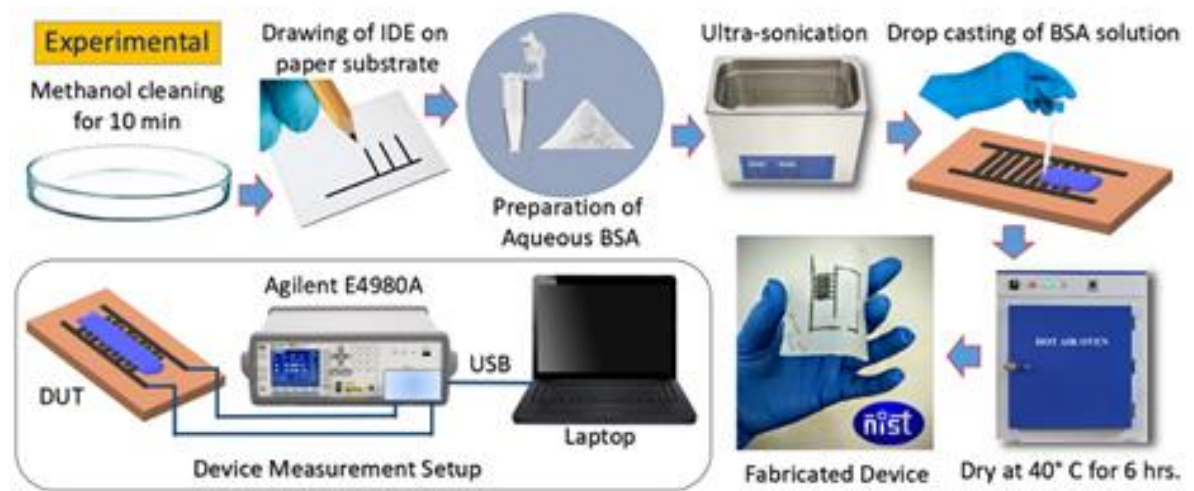 Experimental
Methanol cleaning
for 10 min
Drawing of IDE on
paper substrate
Preparation of
Aqueous BSA
Ultra-sonication
Drop casting of BSA solution
HOT AIR OVEN
Dry at 40° C for 6 hrs.
nist
Fabricated Device
Agilent E4980A
DUT
USB
Laptop
Device Measurement Setup